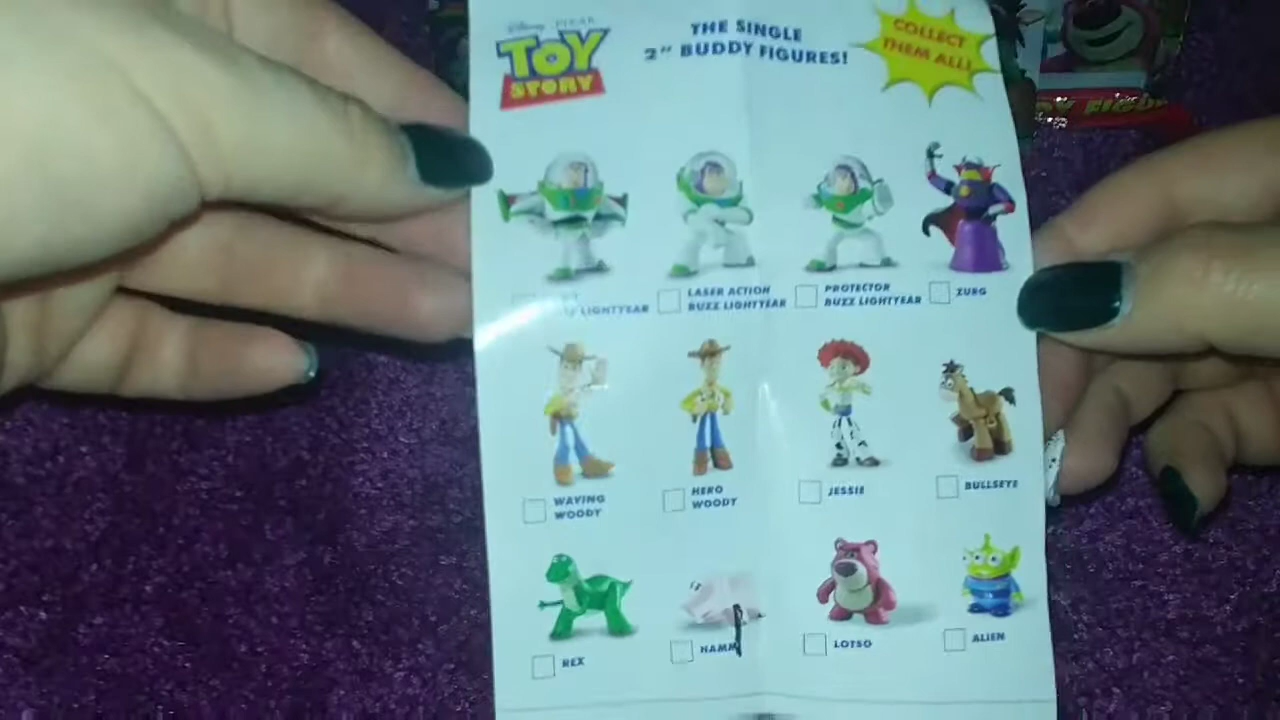 Disney PIXAR
TOY
STORY
THE SINGLE
2" BUDDY FIGURES!
COLLECT
THEM ALL!
LIGHTYEAR
LASER ACTION
BUZZ LIGHTYEAR
PROTECTOR
BUZZ LIGHTYEAR
ZURG
WAVING
WOODY
HERO
WOODY
JESSIE
BULLSEYE
REX
HAMM
LOTSO
ALIEN